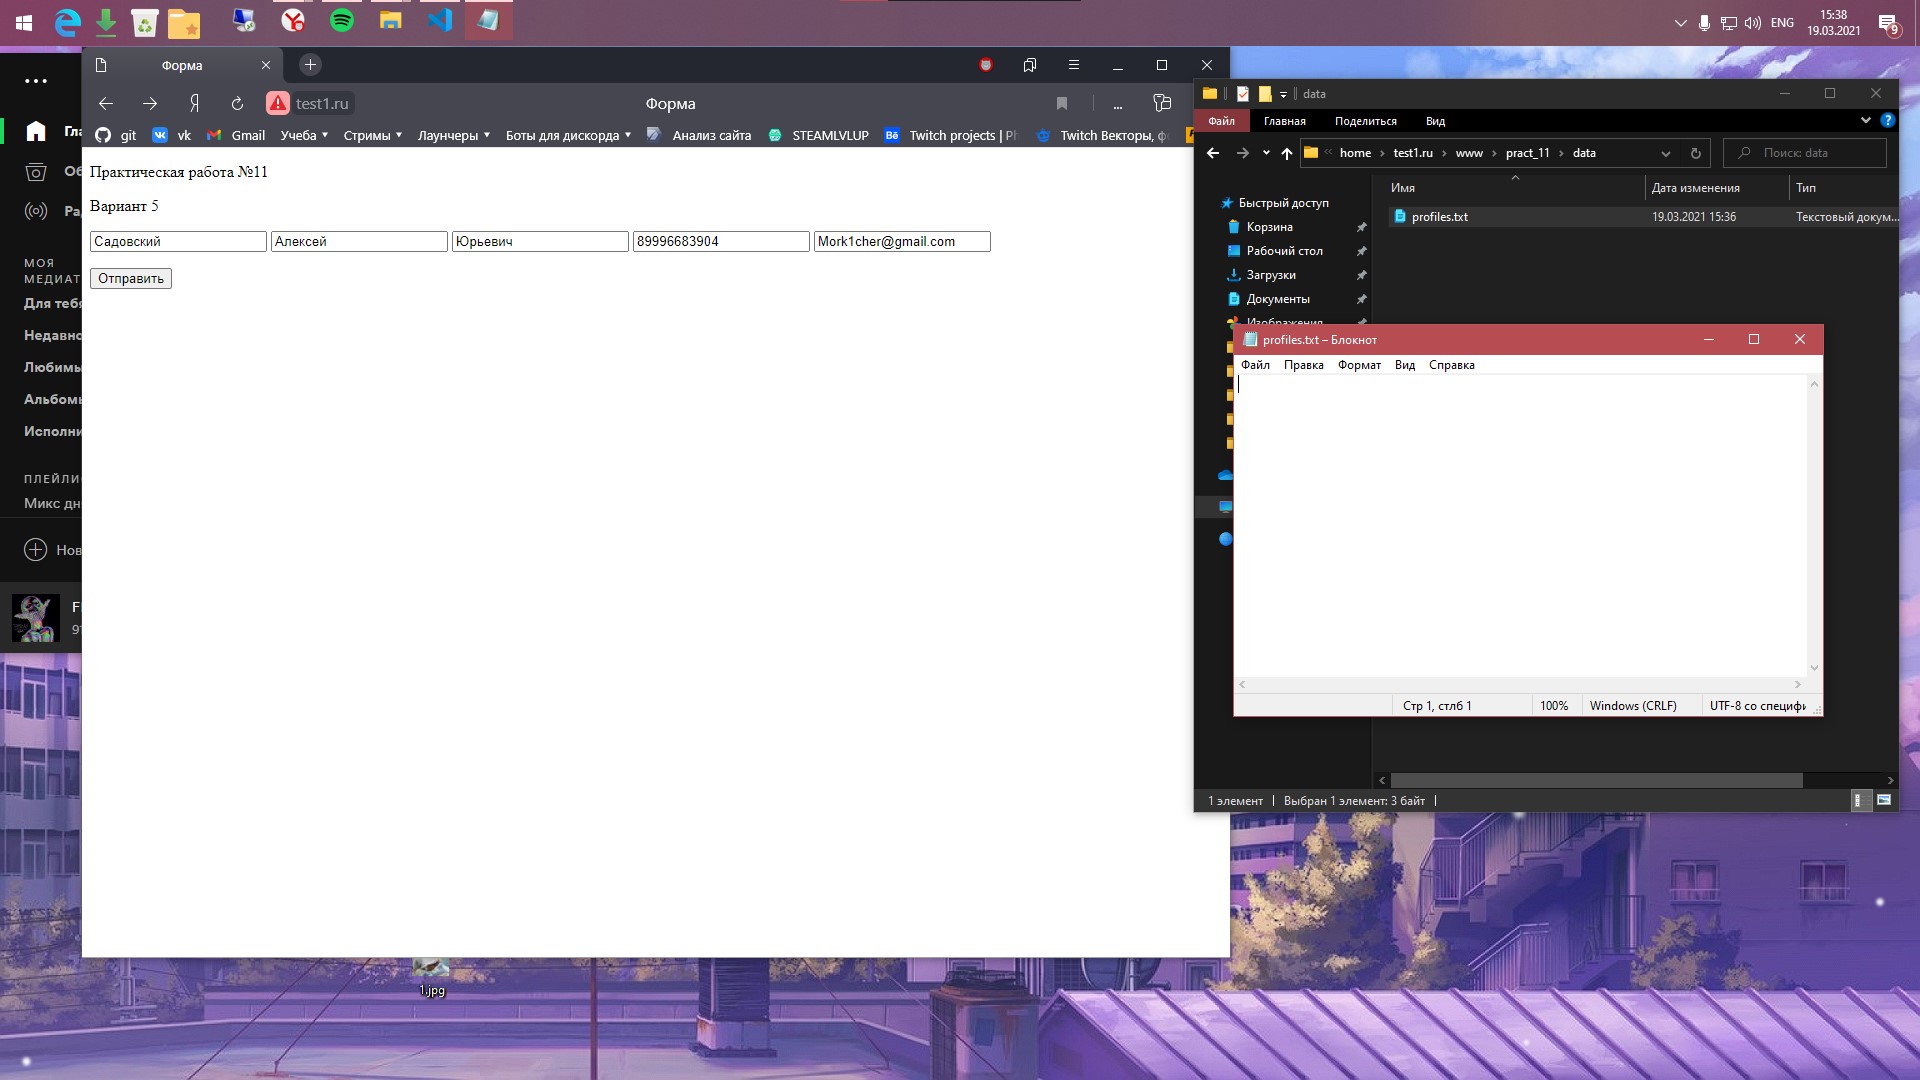 ENG
15:38
19.03.2021
9
Форма
test1.ru
Форма
git
vk
Gmail
Учеба
Стримы
Лаунчеры
Боты для дискорда
Анализ сайта
STEAMLVLUP
Twitch projects | Ph
Twitch Векторы, ф
Практическая работа №11
Вариант 5
Садовский
Алексей
Юрьевич
89996683904
Mork1cher@gmail.com
Отправить
Гла
Об
Ра
МОЯ
МЕДИАТ
Для тебя
Недавно
Любимы
Альбомы
Исполни
ПЛЕЙЛИ
Микс дн
Нов
data
Файл
Главная
Поделиться
Вид
home
test1.ru
www
pract_11
data
Поиск: data
Имя
Дата изменения
Тип
Быстрый доступ
Корзина
Рабочий стол
Загрузки
Документы
Изображения
profiles.txt
19.03.2021 15:36
Текстовый докум...
profiles.txt – Блокнот
Файл
Правка
Формат
Вид
Справка
Стр 1, стлб 1
100%
Windows (CRLF)
UTF-8 со специфи
1 элемент
Выбран 1 элемент: 3 байт
1.jpg